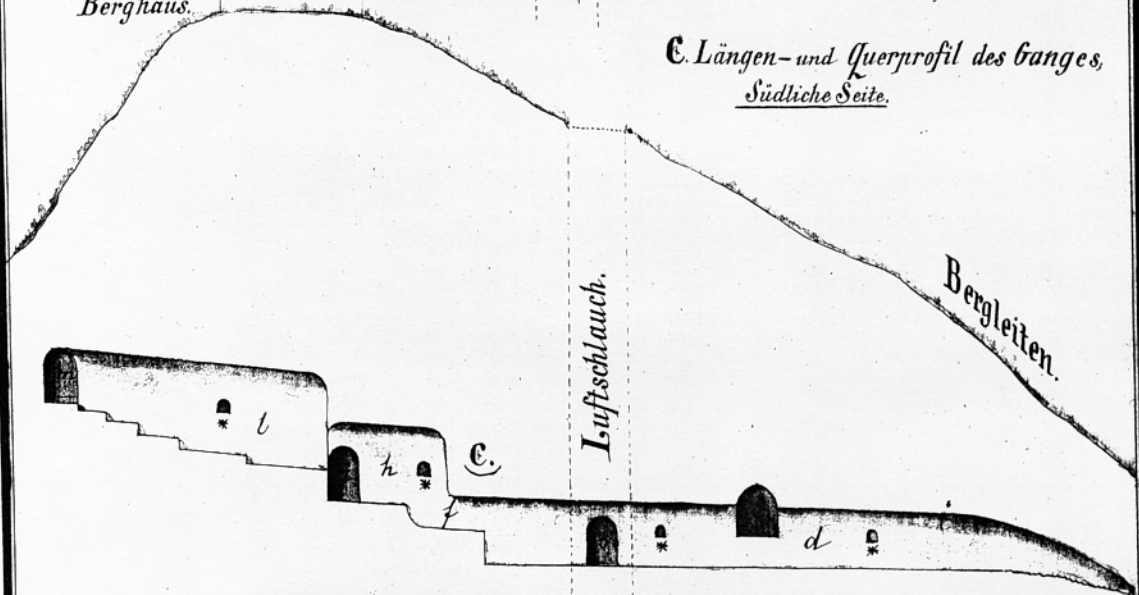 Berghaus.
C. Längen- und Querprofil des Ganges,
Südliche Seite.
Bergleiten.
Luftschlauch.
l
h
C.
d